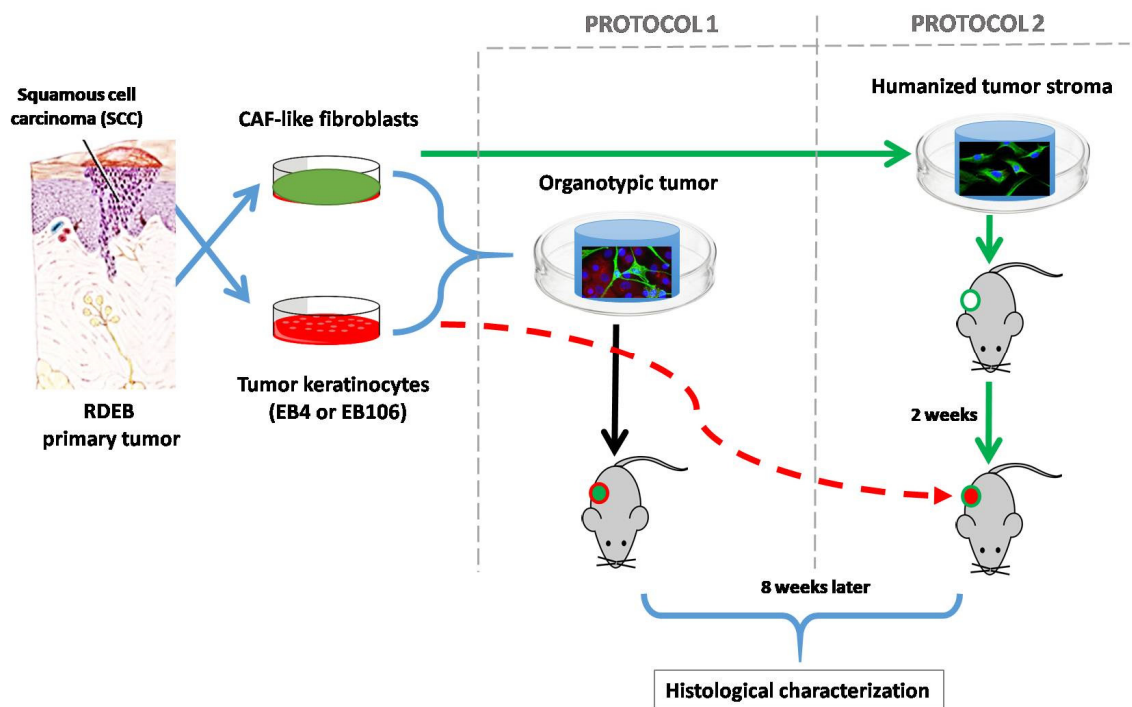 PROTOCOL 1
PROTOCOL 2
Squamous cell
carcinoma (SCC)
CAF-like fibroblasts
Humanized tumor stroma
Organotypic tumor
Tumor keratinocytes
(EB4 or EB106)
RDEB
primary tumor
2 weeks
8 weeks later
Histological characterization